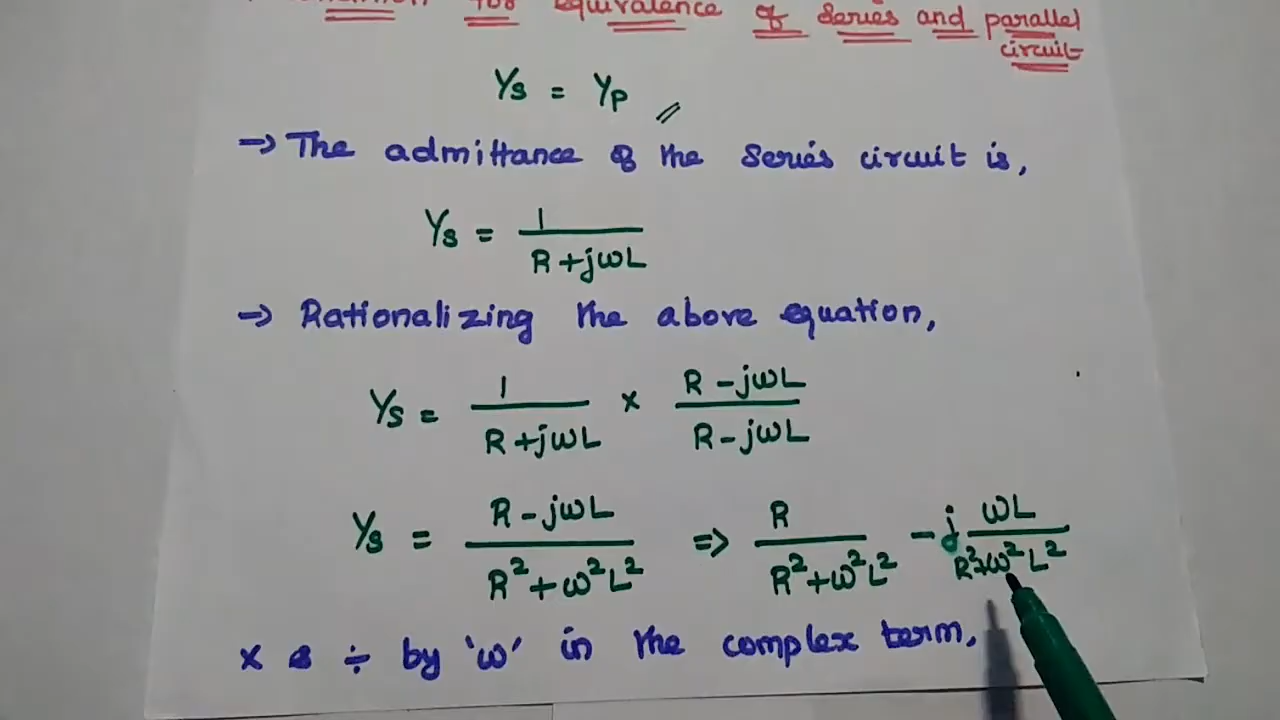 for equivalence of series and parallel
circuit
Ys = Yp
→ The admittance of the series circuit is,
Ys = 1 / (R + jωL)
→ Rationalizing the above equation,
Ys = 1 / (R + jωL) × (R - jωL) / (R - jωL)
Ys = (R - jωL) / (R² + ω²L²) ⇒ R / (R² + ω²L²) - j ωL / (R² + ω²L²)
× & ÷ by 'ω' in the complex term,